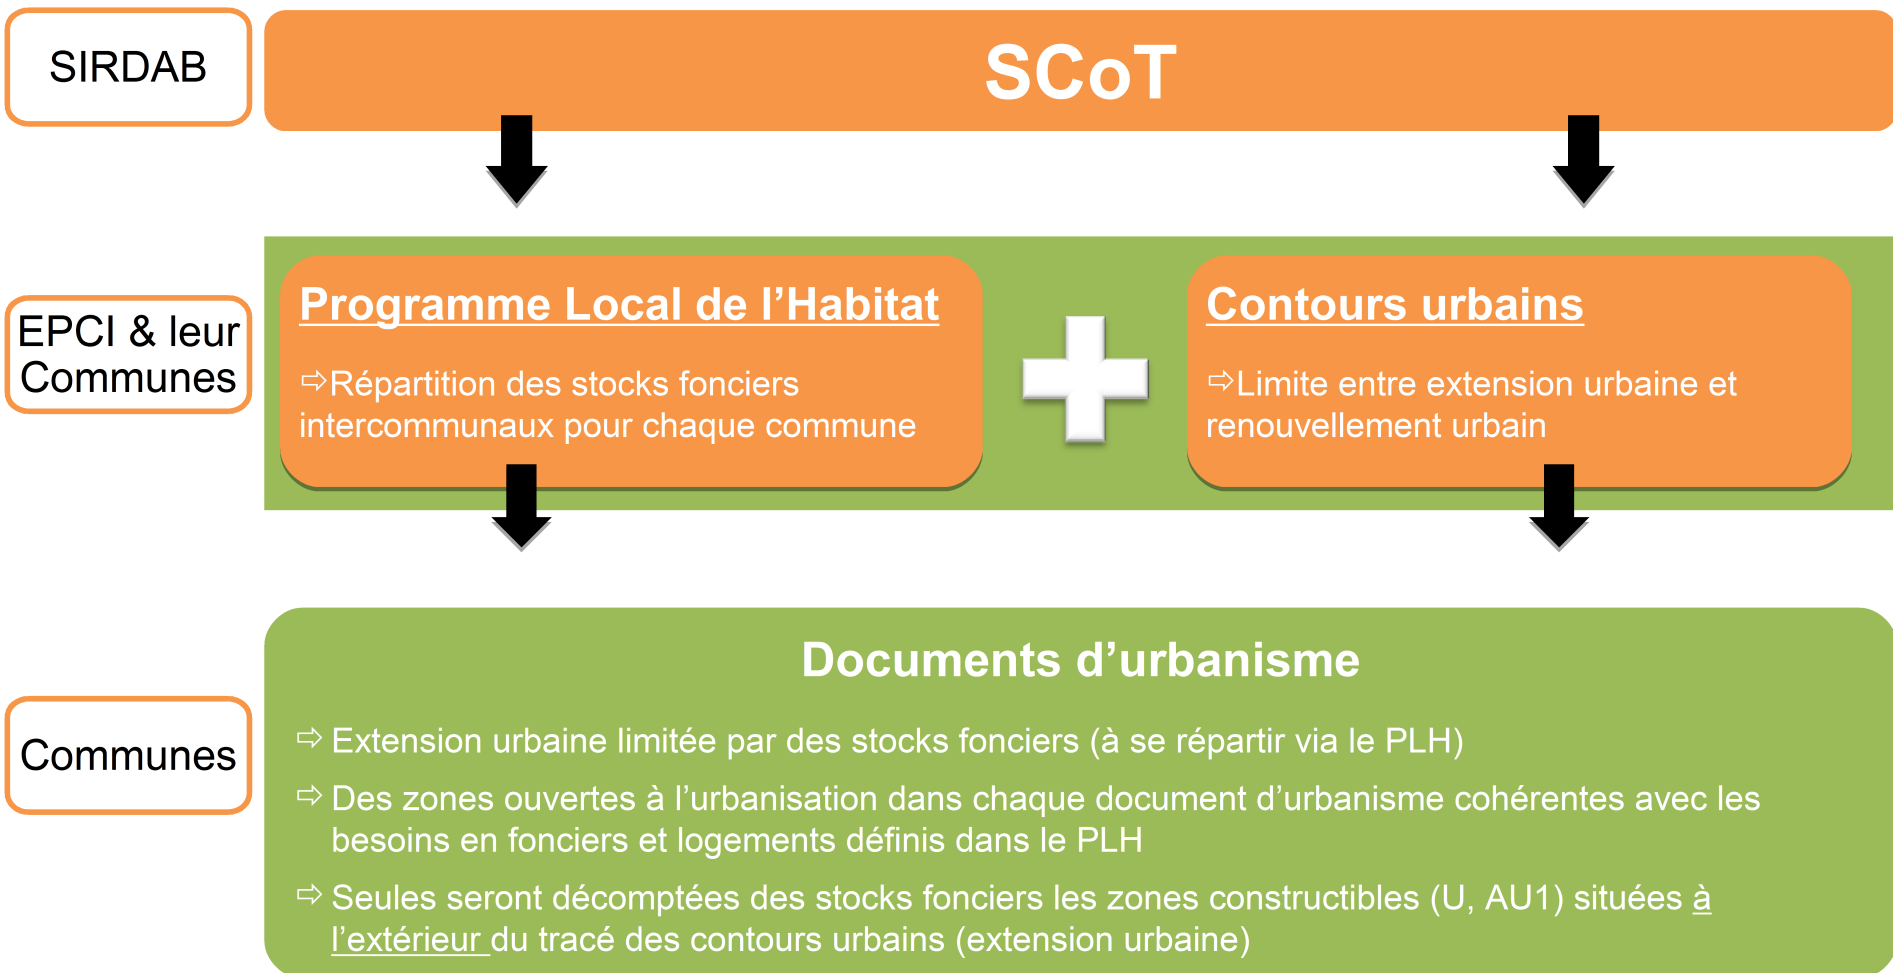 SIRDAB
SCoT
EPCI & leur
Communes
Programme Local de l’Habitat
⇨Répartition des stocks fonciers
intercommunaux pour chaque commune
Contours urbains
⇨Limite entre extension urbaine et
renouvellement urbain
Communes
Documents d’urbanisme
⇨ Extension urbaine limitée par des stocks fonciers (à se répartir via le PLH)
⇨ Des zones ouvertes à l’urbanisation dans chaque document d’urbanisme cohérentes avec les
besoins en fonciers et logements définis dans le PLH
⇨ Seules seront décomptées des stocks fonciers les zones constructibles (U, AU1) situées à
l’extérieur du tracé des contours urbains (extension urbaine)